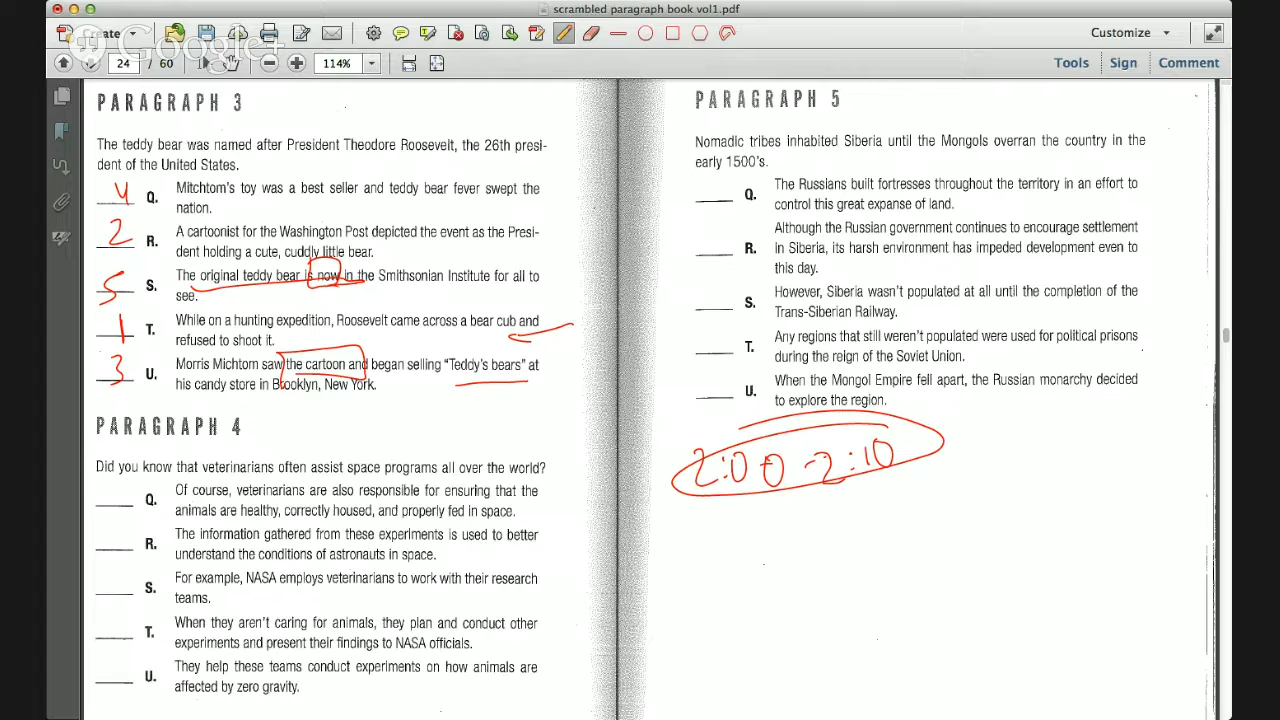 scrambled paragraph book vol1.pdf
Create
Google+
Customize
24 / 60
114%
Tools Sign Comment
PARAGRAPH 3
The teddy bear was named after President Theodore Roosevelt, the 26th presi-
dent of the United States.
4 Q. Mitchtom's toy was a best seller and teddy bear fever swept the
nation.
2 R. A cartoonist for the Washington Post depicted the event as the Presi-
dent holding a cute, cuddly little bear.
5 S. The original teddy bear is now in the Smithsonian Institute for all to
see.
1 T. While on a hunting expedition, Roosevelt came across a bear cub and
refused to shoot it.
3 U. Morris Michtom saw the cartoon and began selling "Teddy's bears" at
his candy store in Brooklyn, New York.
PARAGRAPH 4
Did you know that veterinarians often assist space programs all over the world?
Q. Of course, veterinarians are also responsible for ensuring that the
animals are healthy, correctly housed, and properly fed in space.
R. The information gathered from these experiments is used to better
understand the conditions of astronauts in space.
S. For example, NASA employs veterinarians to work with their research
teams.
T. When they aren't caring for animals, they plan and conduct other
experiments and present their findings to NASA officials.
U. They help these teams conduct experiments on how animals are
affected by zero gravity.
PARAGRAPH 5
Nomadic tribes inhabited Siberia until the Mongols overran the country in the
early 1500's.
Q. The Russians built fortresses throughout the territory in an effort to
control this great expanse of land.
R. Although the Russian government continues to encourage settlement
in Siberia, its harsh environment has impeded development even to
this day.
S. However, Siberia wasn't populated at all until the completion of the
Trans-Siberian Railway.
T. Any regions that still weren't populated were used for political prisons
during the reign of the Soviet Union.
U. When the Mongol Empire fell apart, the Russian monarchy decided
to explore the region.
2:00-2:10